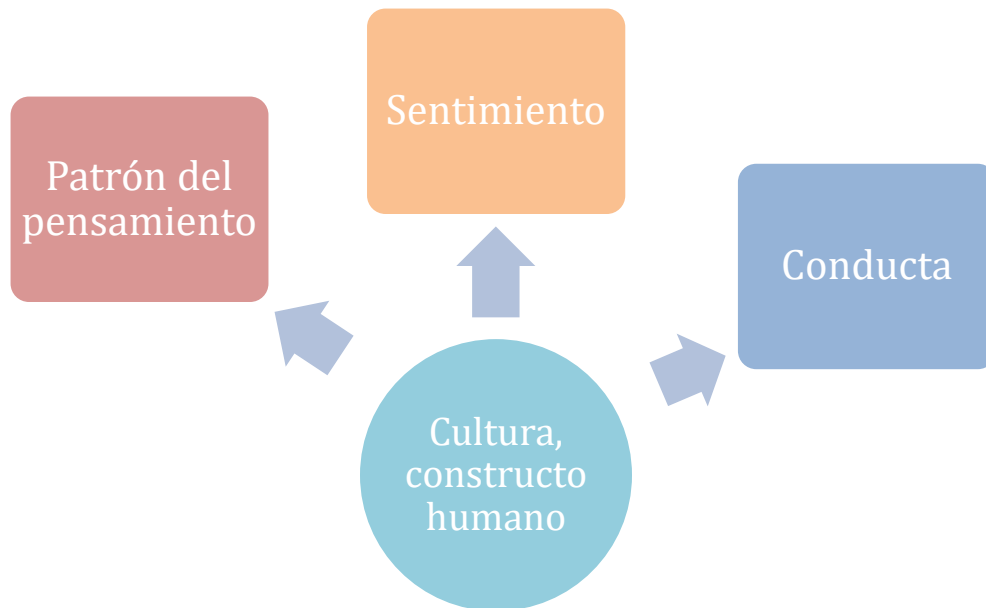 Sentimiento
Patrón del
pensamiento
Conducta
Cultura,
constructo
humano